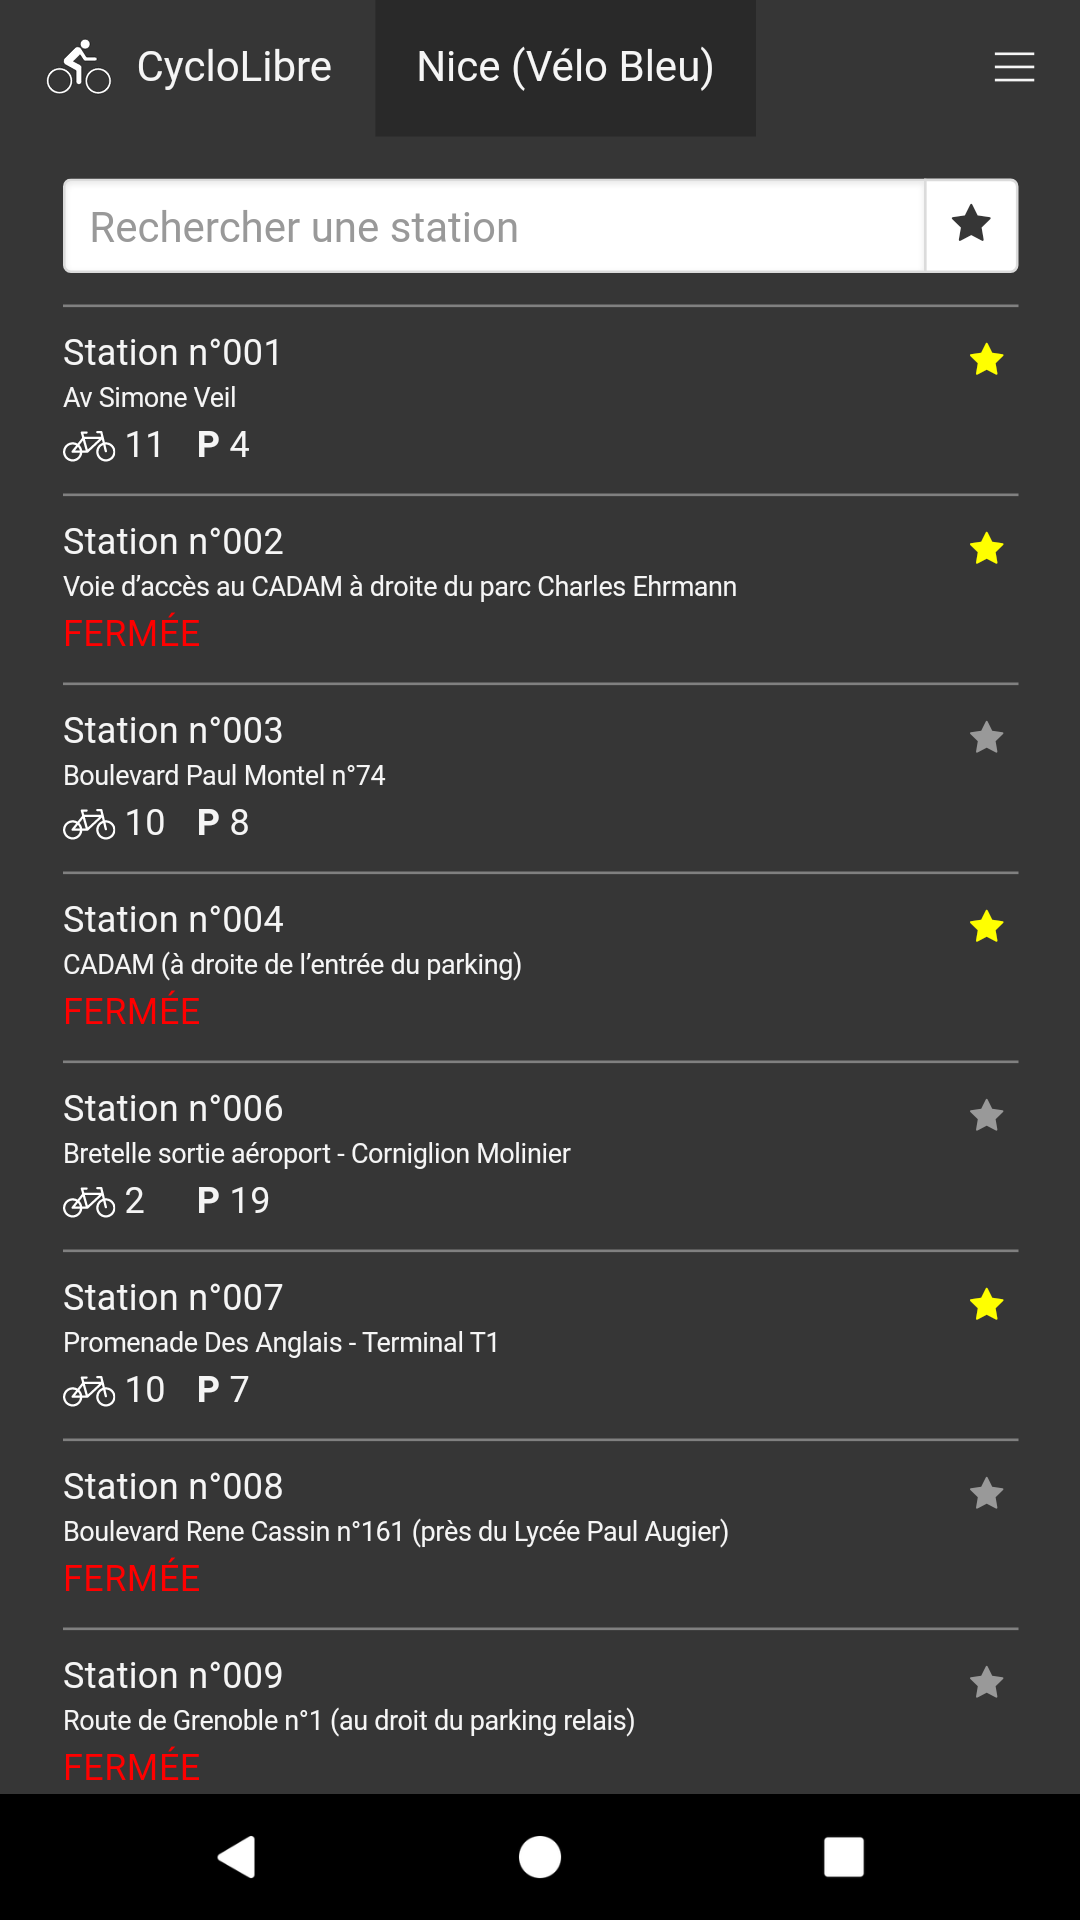 CycloLibre
Nice (Vélo Bleu)
Rechercher une station
Station n°001
Av Simone Veil
11 P 4
Station n°002
Voie d’accès au CADAM à droite du parc Charles Ehrmann
FERMÉE
Station n°003
Boulevard Paul Montel n°74
10 P 8
Station n°004
CADAM (à droite de l’entrée du parking)
FERMÉE
Station n°006
Bretelle sortie aéroport - Corniglion Molinier
2 P 19
Station n°007
Promenade Des Anglais - Terminal T1
10 P 7
Station n°008
Boulevard Rene Cassin n°161 (près du Lycée Paul Augier)
FERMÉE
Station n°009
Route de Grenoble n°1 (au droit du parking relais)
FERMÉE